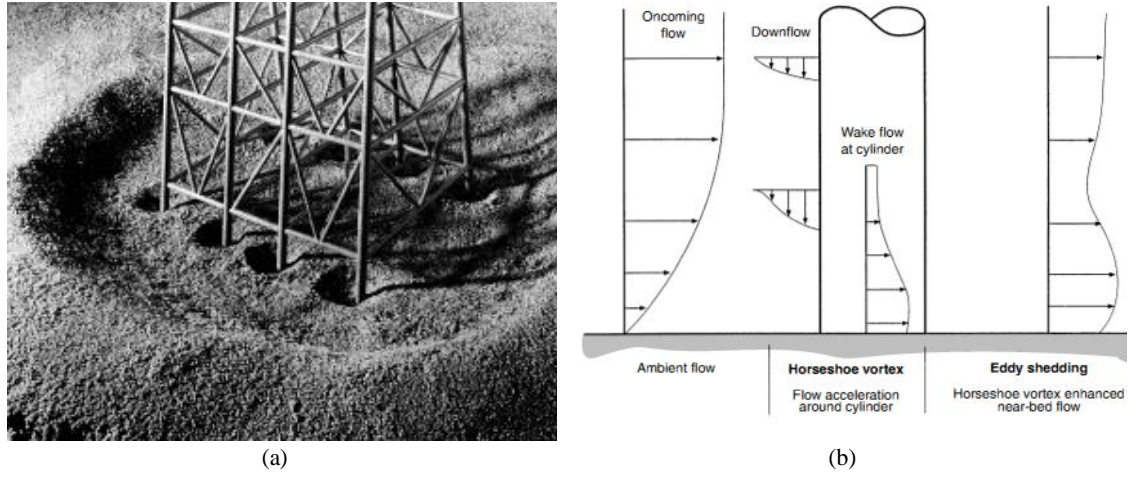 Oncoming
flow
Downflow
Wake flow
at cylinder
Ambient flow
Horseshoe vortex
Flow acceleration
around cylinder
Eddy shedding
Horseshoe vortex enhanced
near-bed flow
(a)
(b)